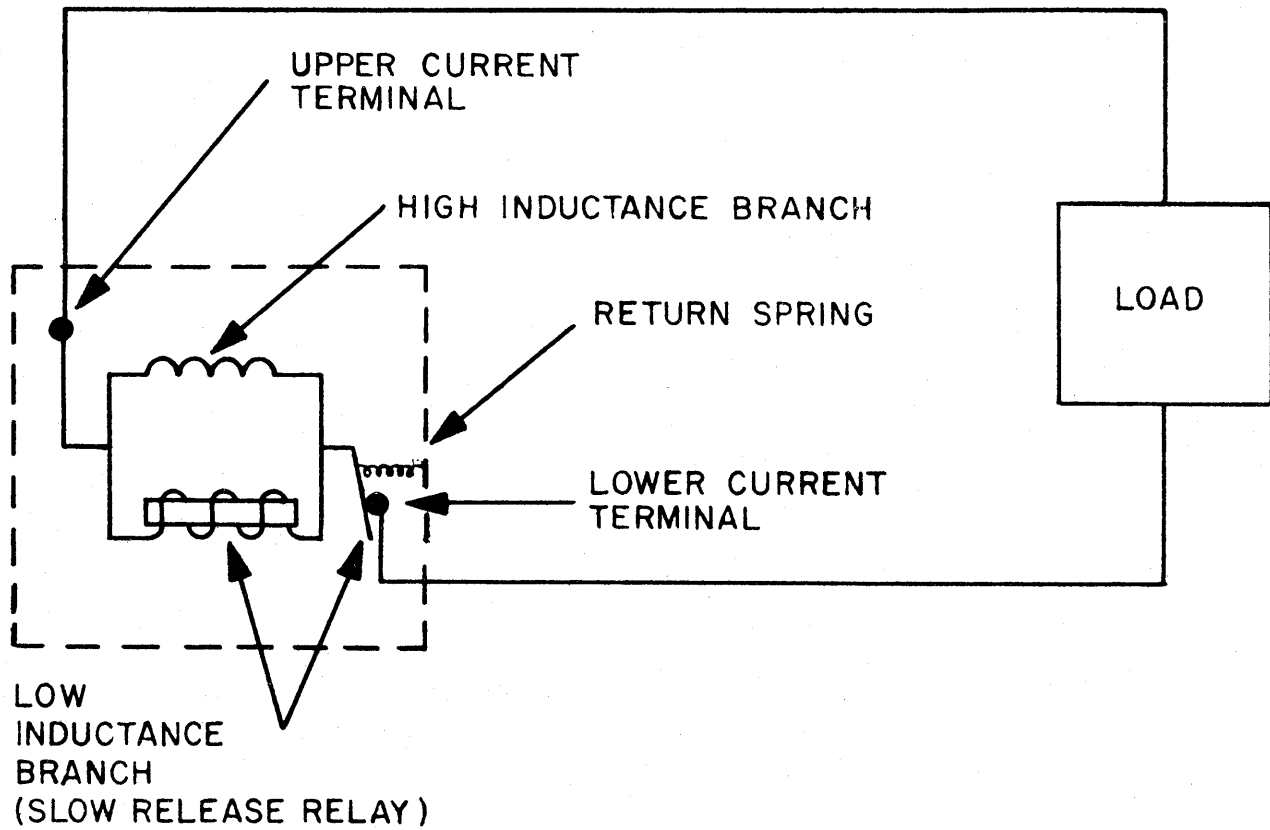 UPPER CURRENT
TERMINAL
HIGH INDUCTANCE BRANCH
RETURN SPRING
LOAD
LOWER CURRENT
TERMINAL
LOW
INDUCTANCE
BRANCH
(SLOW RELEASE RELAY)